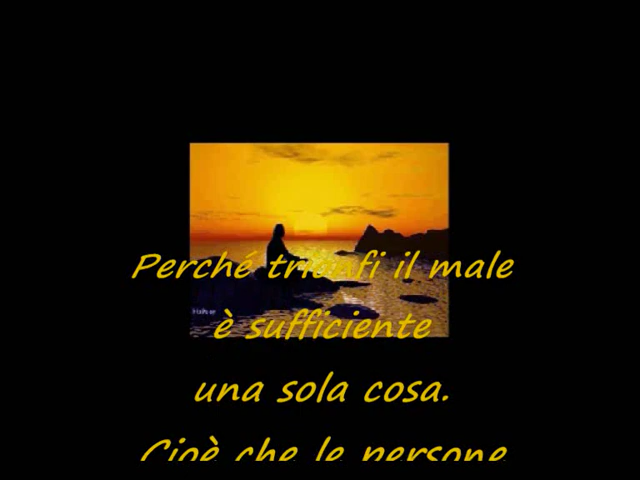 Perché trionfi il male
è sufficiente
una sola cosa.
Cioè che le persone